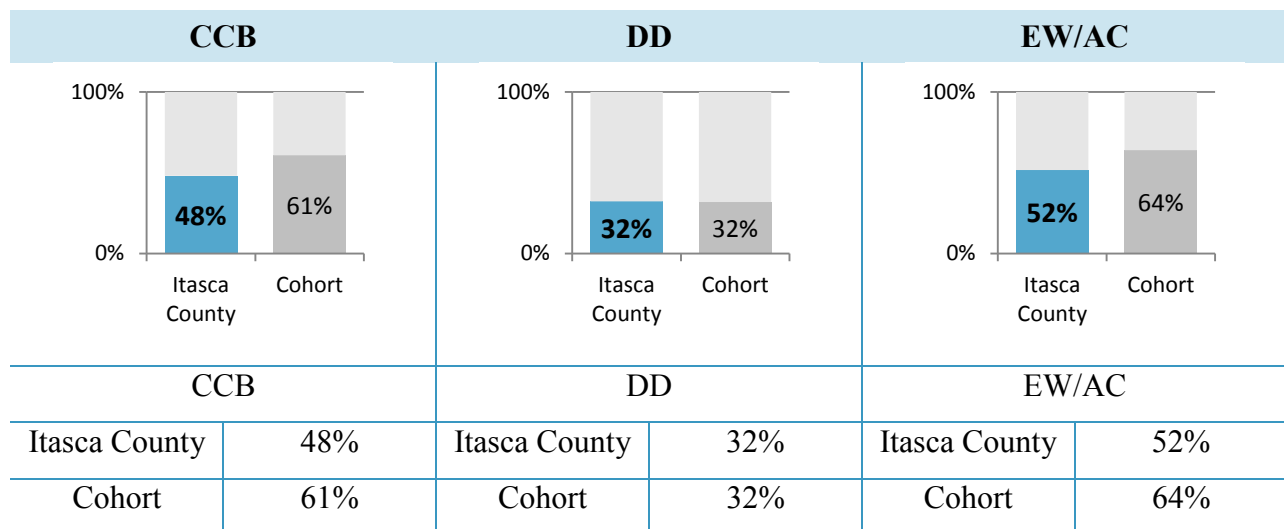 CCB DD EW/AC
100%
48%
61%
0%
Itasca
County
Cohort
100%
32%
32%
0%
Itasca
County
Cohort
100%
52%
64%
0%
Itasca
County
Cohort
CCB DD EW/AC
Itasca County 48% Itasca County 32% Itasca County 52%
Cohort 61% Cohort 32% Cohort 64%